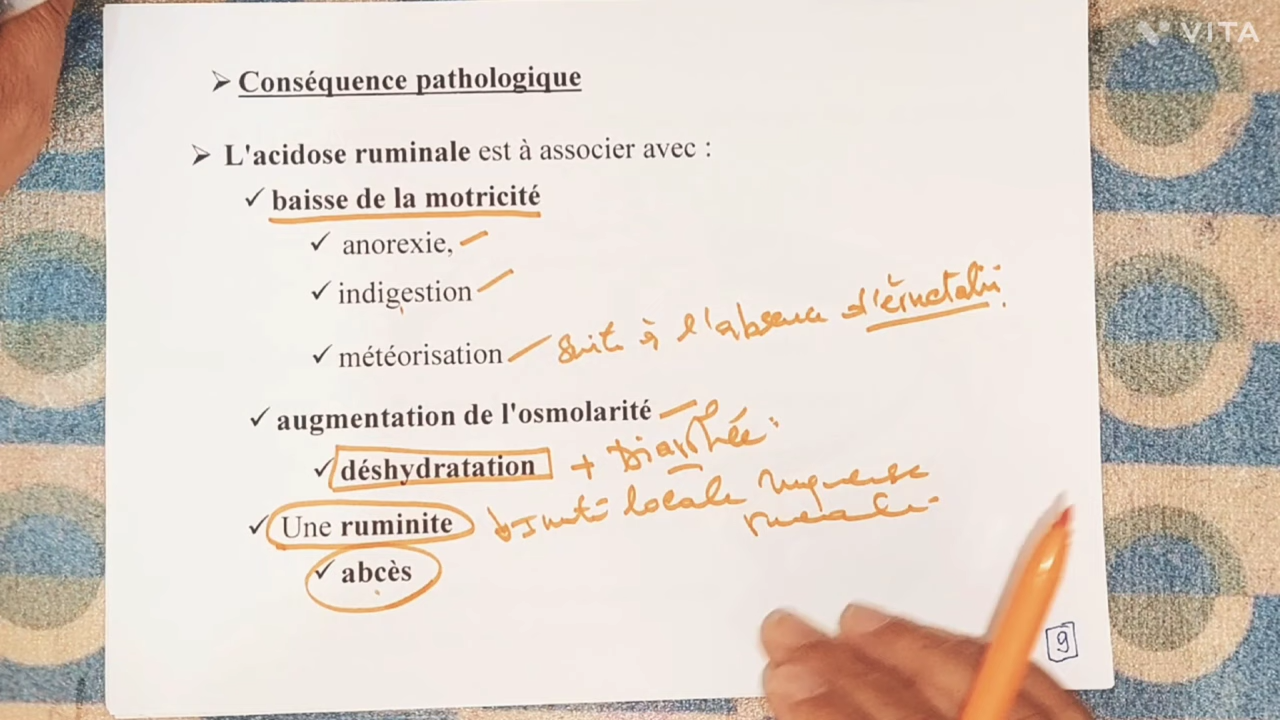 VITA
➢ Conséquence pathologique
➢ L'acidose ruminale est à associer avec :
✓ baisse de la motricité
✓ anorexie,
✓ indigestion
✓ météorisation suite à l'absence d'éructation
✓ augmentation de l'osmolarité
✓ déshydratation + Diarrhée
✓ Une ruminite locale
✓ abcès
9